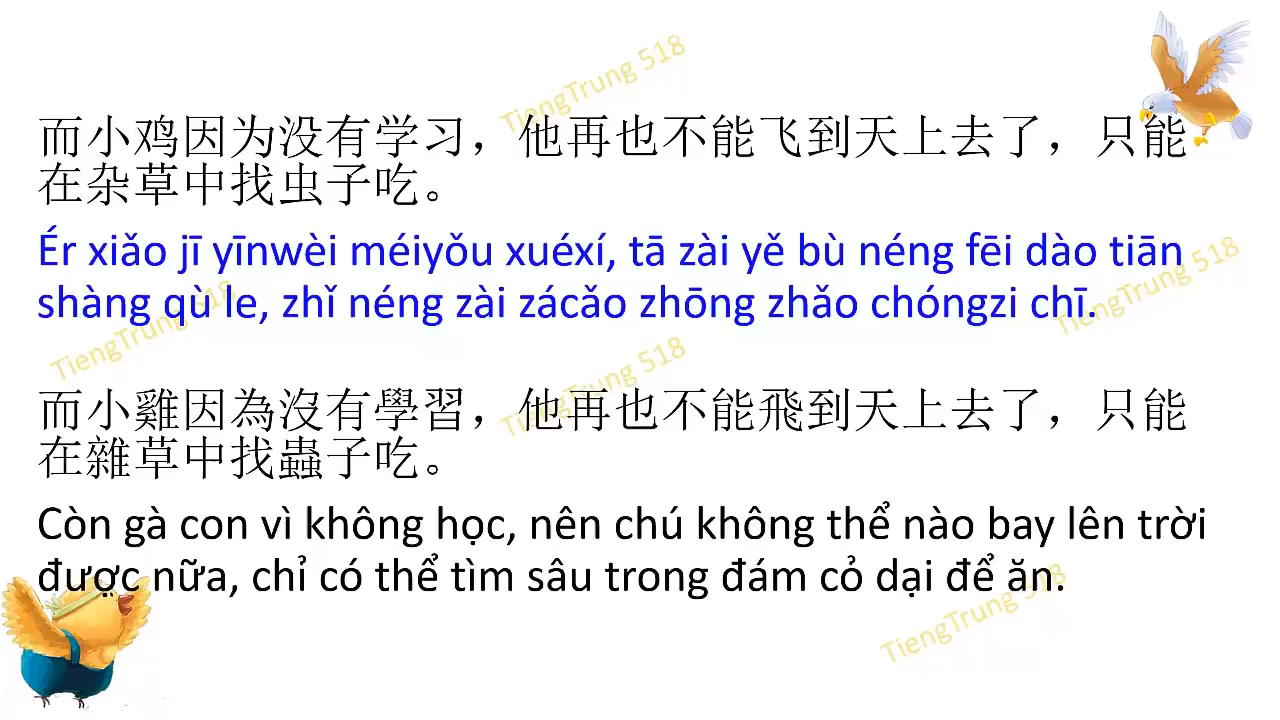 TiengTrung 518
而小鸡因为没有学习，他再也不能飞到天上去了，只能
在杂草中找虫子吃。
Ér xiǎo jī yīnwèi méiyǒu xuéxí, tā zài yě bù néng fēi dào tiān
shàng qù le, zhǐ néng zài zácǎo zhōng zhǎo chóngzi chī.
TiengTrung 518
TiengTrung 518
TiengTrung 518
而小雞因為沒有學習，他再也不能飛到天上去了，只能
在雜草中找蟲子吃。
Còn gà con vì không học, nên chú không thể nào bay lên trời
được nữa, chỉ có thể tìm sâu trong đám cỏ dại để ăn.
TiengTrung 518